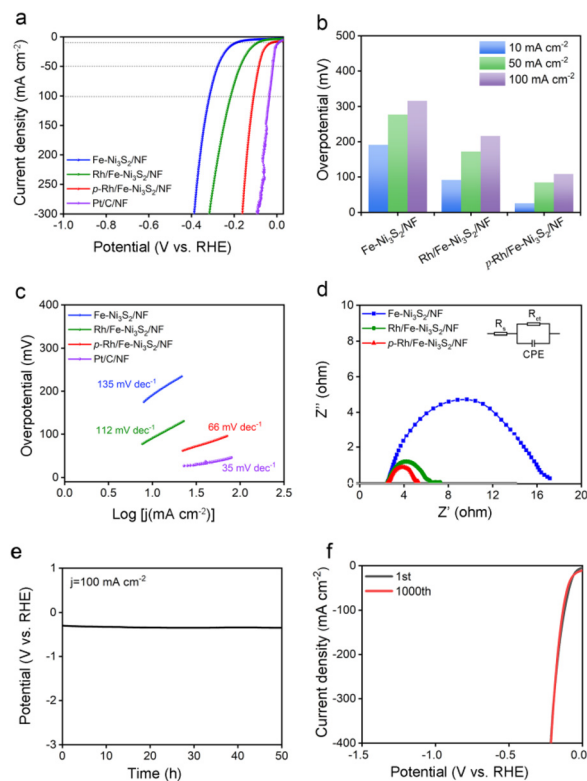 a
Current density (mA cm⁻²)
0
50
-100
-150
200
250
-300
Fe-Ni₃S₂/NF
Rh/Fe-Ni₃S₂/NF
p-Rh/Fe-Ni₃S₂/NF
Pt/C/NF
-1.0 -0.8 -0.6 -0.4 -0.2 0.0
Potential (V vs. RHE)
b
Overpotential (mV)
500
400
300
200
100
0
10 mA cm⁻²
50 mA cm⁻²
100 mA cm⁻²
Fe-Ni₃S₂/NF
Rh/Fe-Ni₃S₂/NF
p-Rh/Fe-Ni₃S₂/NF
c
Overpotential (mV)
400
300
200
100
0
Fe-Ni₃S₂/NF
Rh/Fe-Ni₃S₂/NF
p-Rh/Fe-Ni₃S₂/NF
Pt/C/NF
135 mV dec⁻¹
112 mV dec⁻¹
66 mV dec⁻¹
35 mV dec⁻¹
0.0 0.5 1.0 1.5 2.0 2.5
Log [j(mA cm⁻²)]
d
Z'' (ohm)
10
8
6
4
2
0
Fe-Ni₃S₂/NF
Rh/Fe-Ni₃S₂/NF
p-Rh/Fe-Ni₃S₂/NF
Rs
Rct
CPE
0 2 4 6 8 10 12 14 16 18
Z' (ohm)
e
Potential (V vs. RHE)
1
0
-1
-2
-3
j=100 mA cm⁻²
0 10 20 30 40 50
Time (h)
f
Current density (mA cm⁻²)
0
-100
-200
-300
-400
1st
1000th
-1.5 -1.0 -0.5 0.0
Potential (V vs. RHE)